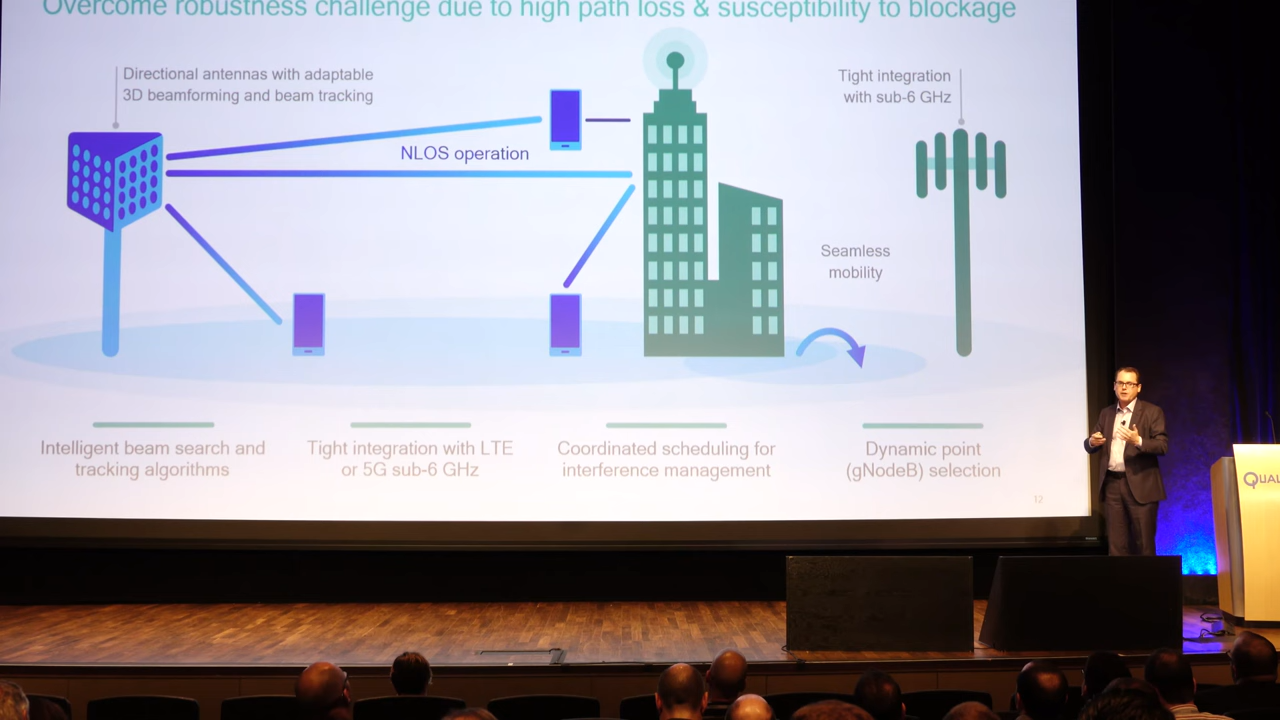 Overcome robustness challenge due to high path loss & susceptibility to blockage
Directional antennas with adaptable
3D beamforming and beam tracking
Tight integration
with sub-6 GHz
NLOS operation
Seamless
mobility
Intelligent beam search and
tracking algorithms
Tight integration with LTE
or 5G sub-6 GHz
Coordinated scheduling for
interference management
Dynamic point
(gNodeB) selection
12
QUAL